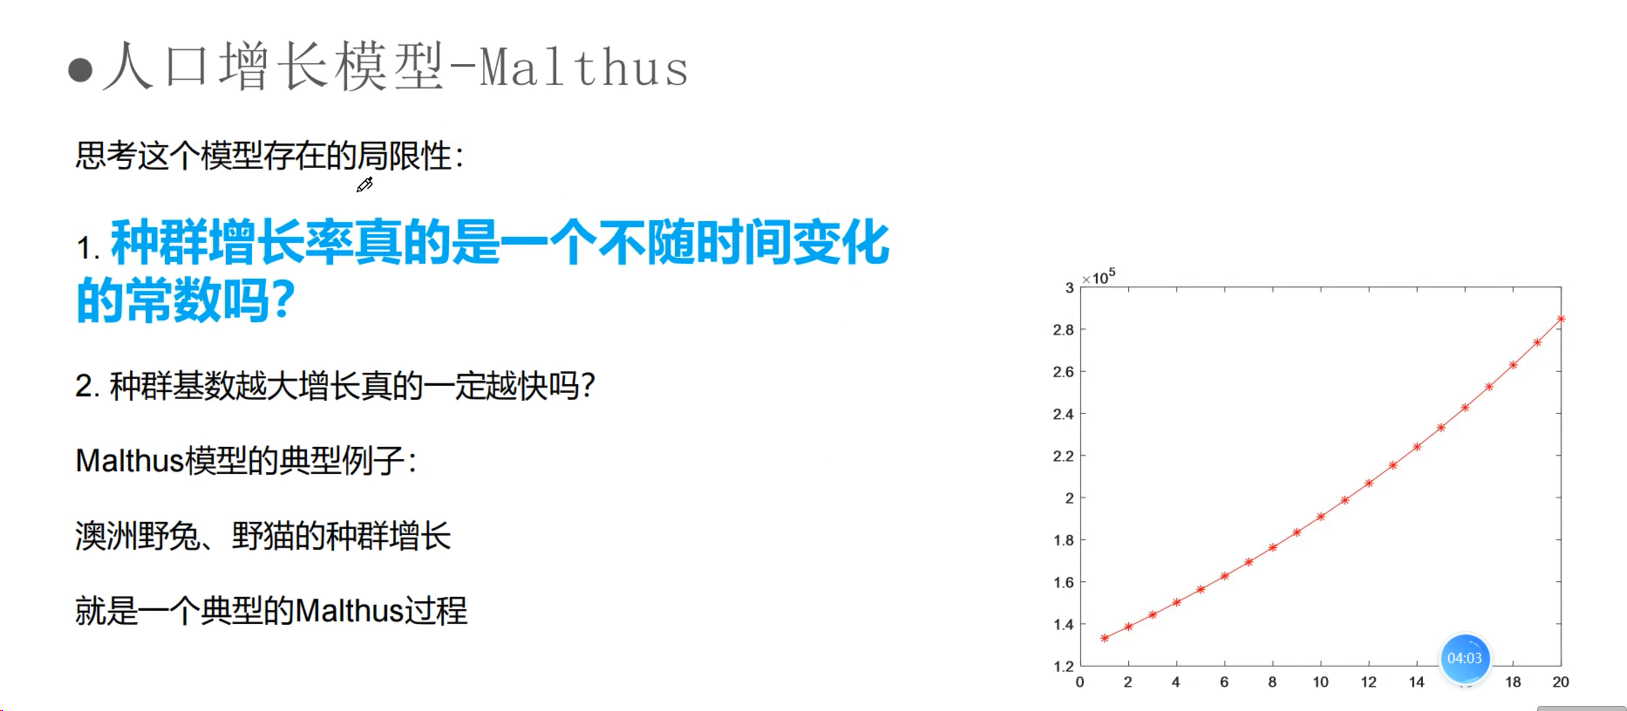 ●人口增长模型-Malthus
思考这个模型存在的局限性：
1. 种群增长率真的是一个不随时间变化
的常数吗？
2. 种群基数越大增长真的一定越快吗？
Malthus模型的典型例子：
澳洲野兔、野猫的种群增长
就是一个典型的Malthus过程
×10⁵
3
2.8
2.6
2.4
2.2
2
1.8
1.6
1.4
1.2
04:03
0 2 4 6 8 10 12 14 18 20